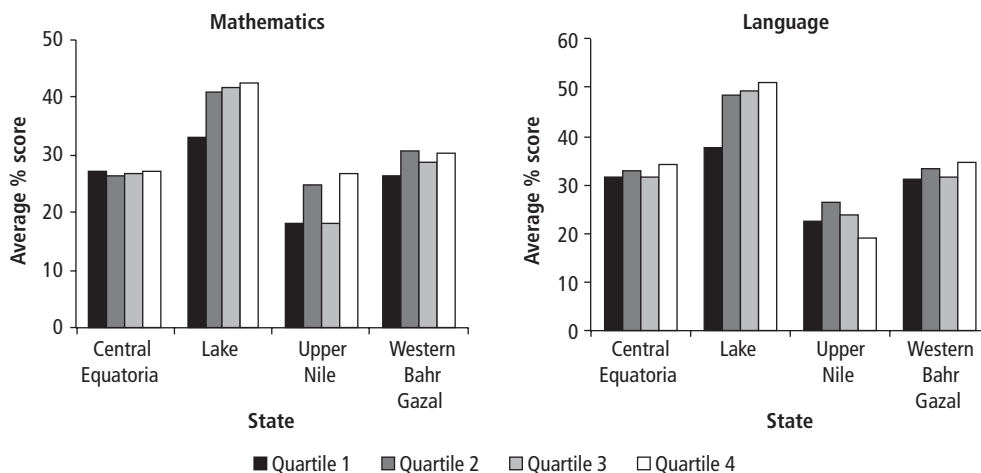 Mathematics
Average % score
50
40
30
20
10
0
Central
Equatoria
Lake
Upper
Nile
Western
Bahr
Gazal
State
Language
Average % score
60
50
40
30
20
10
0
Central
Equatoria
Lake
Upper
Nile
Western
Bahr
Gazal
State
Quartile 1 Quartile 2 Quartile 3 Quartile 4